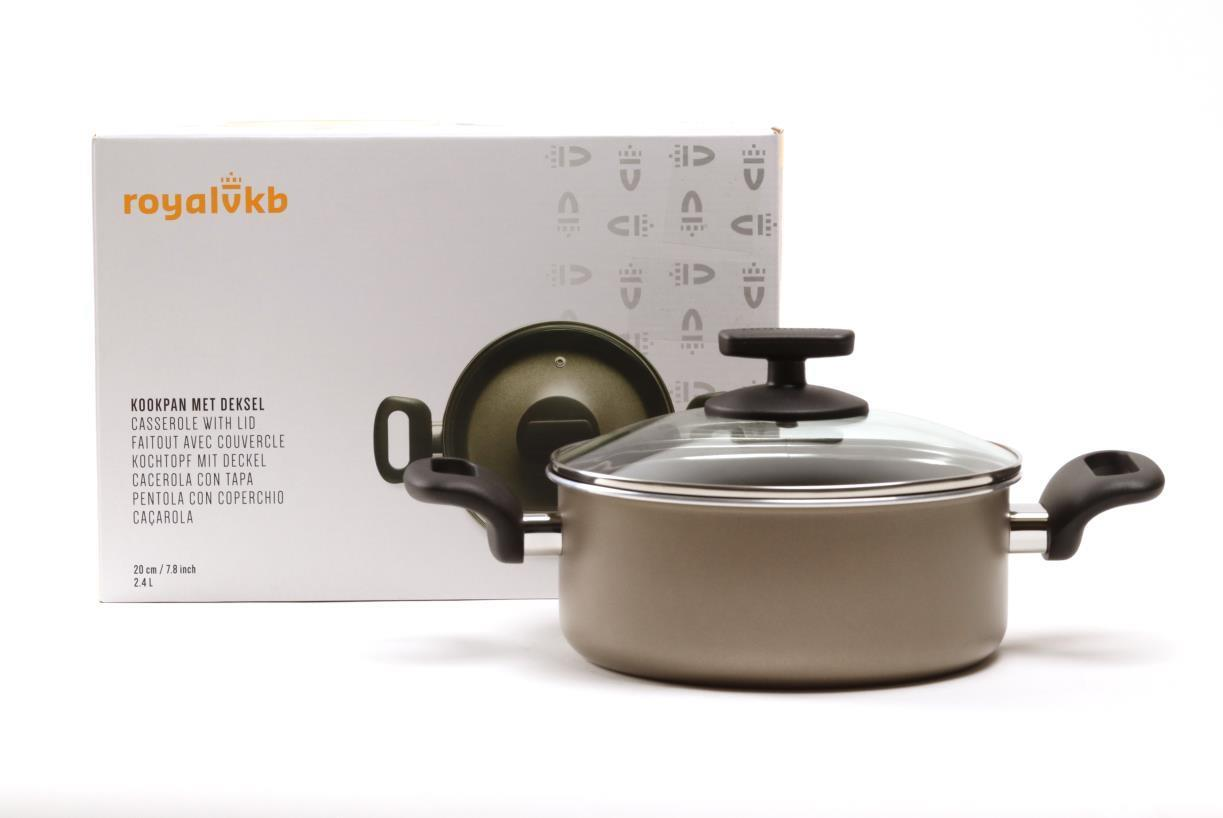 royalvkb
KOOKPAN MET DEKSEL
CASSEROLE WITH LID
FAITOUT AVEC COUVERCLE
KOCHTOPF MIT DECKEL
CACEROLA CON TAPA
PENTOLA CON COPERCHIO
CAÇAROLA
20 cm / 7.8 inch
2.4 L